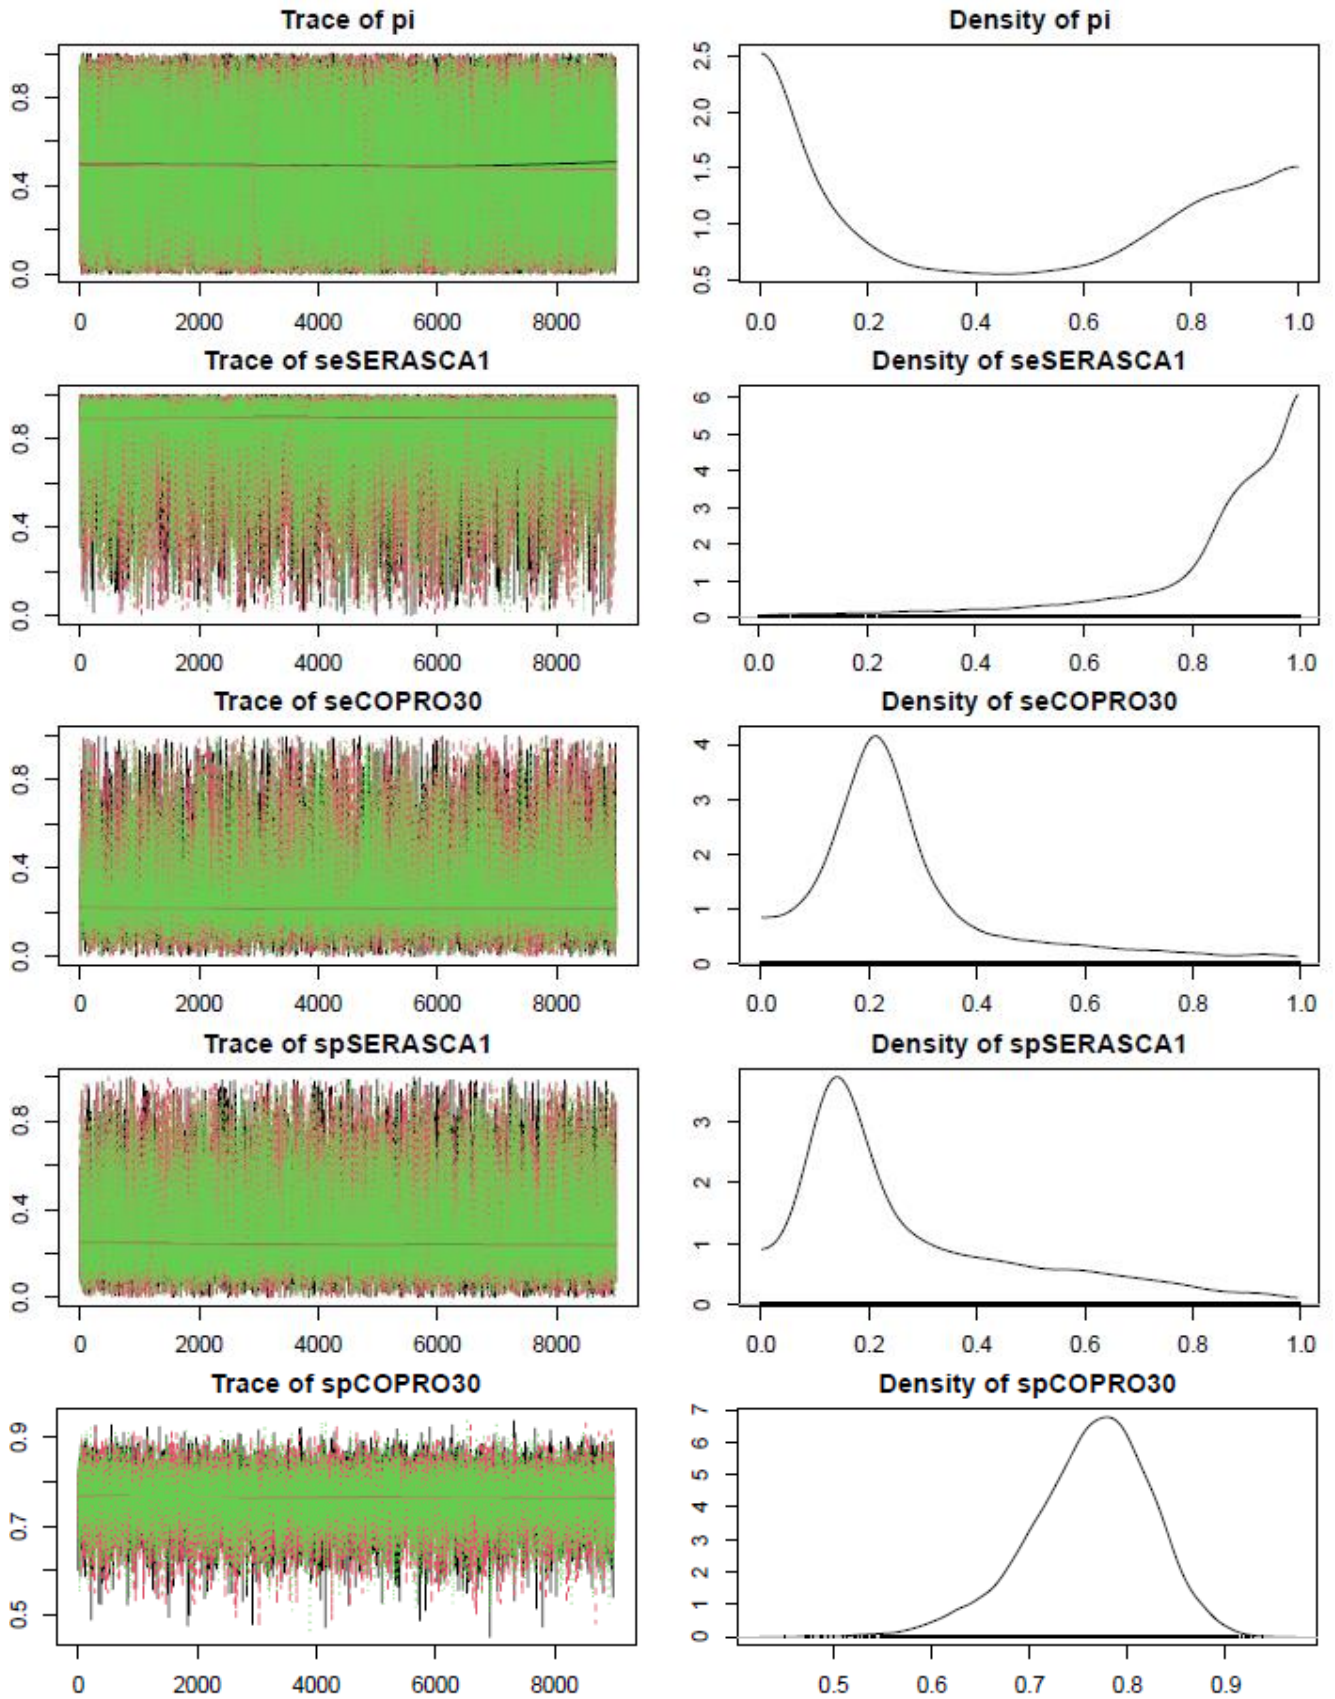 Trace of pi
Density of pi
0.0 0.4 0.8
0 2000 4000 6000 8000
0.5 1.0 1.5 2.0 2.5
0.0 0.2 0.4 0.6 0.8 1.0
Trace of seSERASCA1
Density of seSERASCA1
0.0 0.4 0.8
0 2000 4000 6000 8000
0 1 2 3 4 5 6
0.0 0.2 0.4 0.6 0.8 1.0
Trace of seCOPRO30
Density of seCOPRO30
0.0 0.4 0.8
0 2000 4000 6000 8000
0 1 2 3 4
0.0 0.2 0.4 0.6 0.8 1.0
Trace of spSERASCA1
Density of spSERASCA1
0.0 0.4 0.8
0 2000 4000 6000 8000
0 1 2 3
0.0 0.2 0.4 0.6 0.8 1.0
Trace of spCOPRO30
Density of spCOPRO30
0.5 0.7 0.9
0 2000 4000 6000 8000
0 1 2 3 4 5 6 7
0.5 0.6 0.7 0.8 0.9